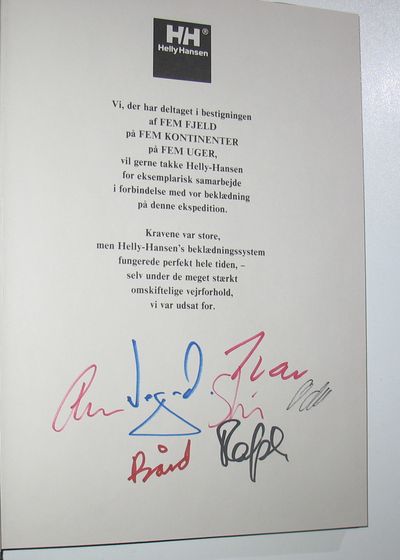 HH®
Helly Hansen
Vi, der har deltaget i bestigningen
af FEM FJELD
på FEM KONTINENTER
på FEM UGER,
vil gerne takke Helly-Hansen
for eksemplarisk samarbejde
i forbindelse med vor beklædning
på denne ekspedition.
Kravene var store,
men Helly-Hansen's beklædningssystem
fungerede perfekt hele tiden, –
selv under de meget stærkt
omskiftelige vejrforhold,
vi var udsat for.
Bård